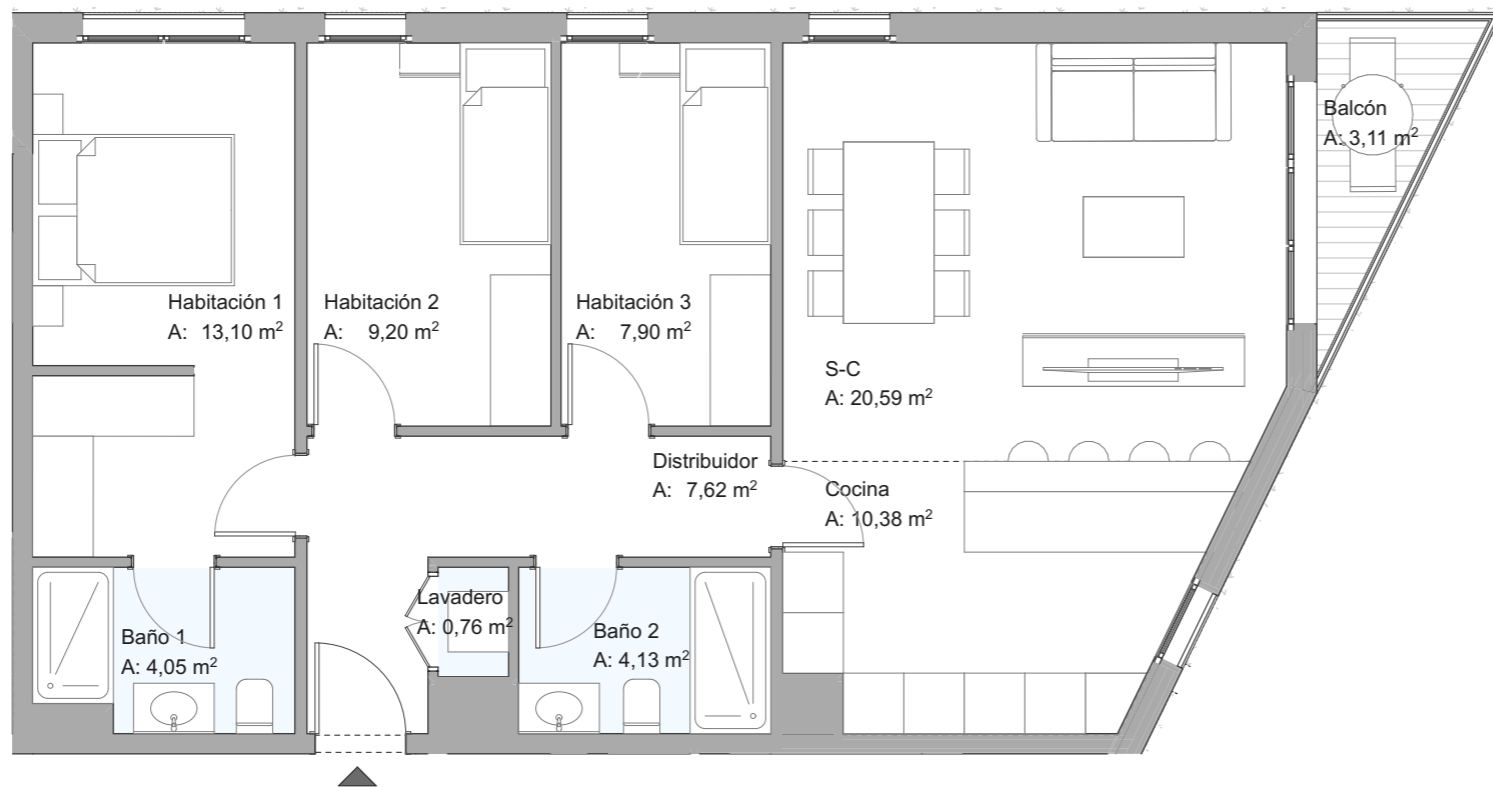 Balcón
A: 3,11 m²
Habitación 1
A: 13,10 m²
Habitación 2
A: 9,20 m²
Habitación 3
A: 7,90 m²
S-C
A: 20,59 m²
Distribuidor
A: 7,62 m²
Cocina
A: 10,38 m²
Lavadero
A: 0,76 m²
Baño 1
A: 4,05 m²
Baño 2
A: 4,13 m²